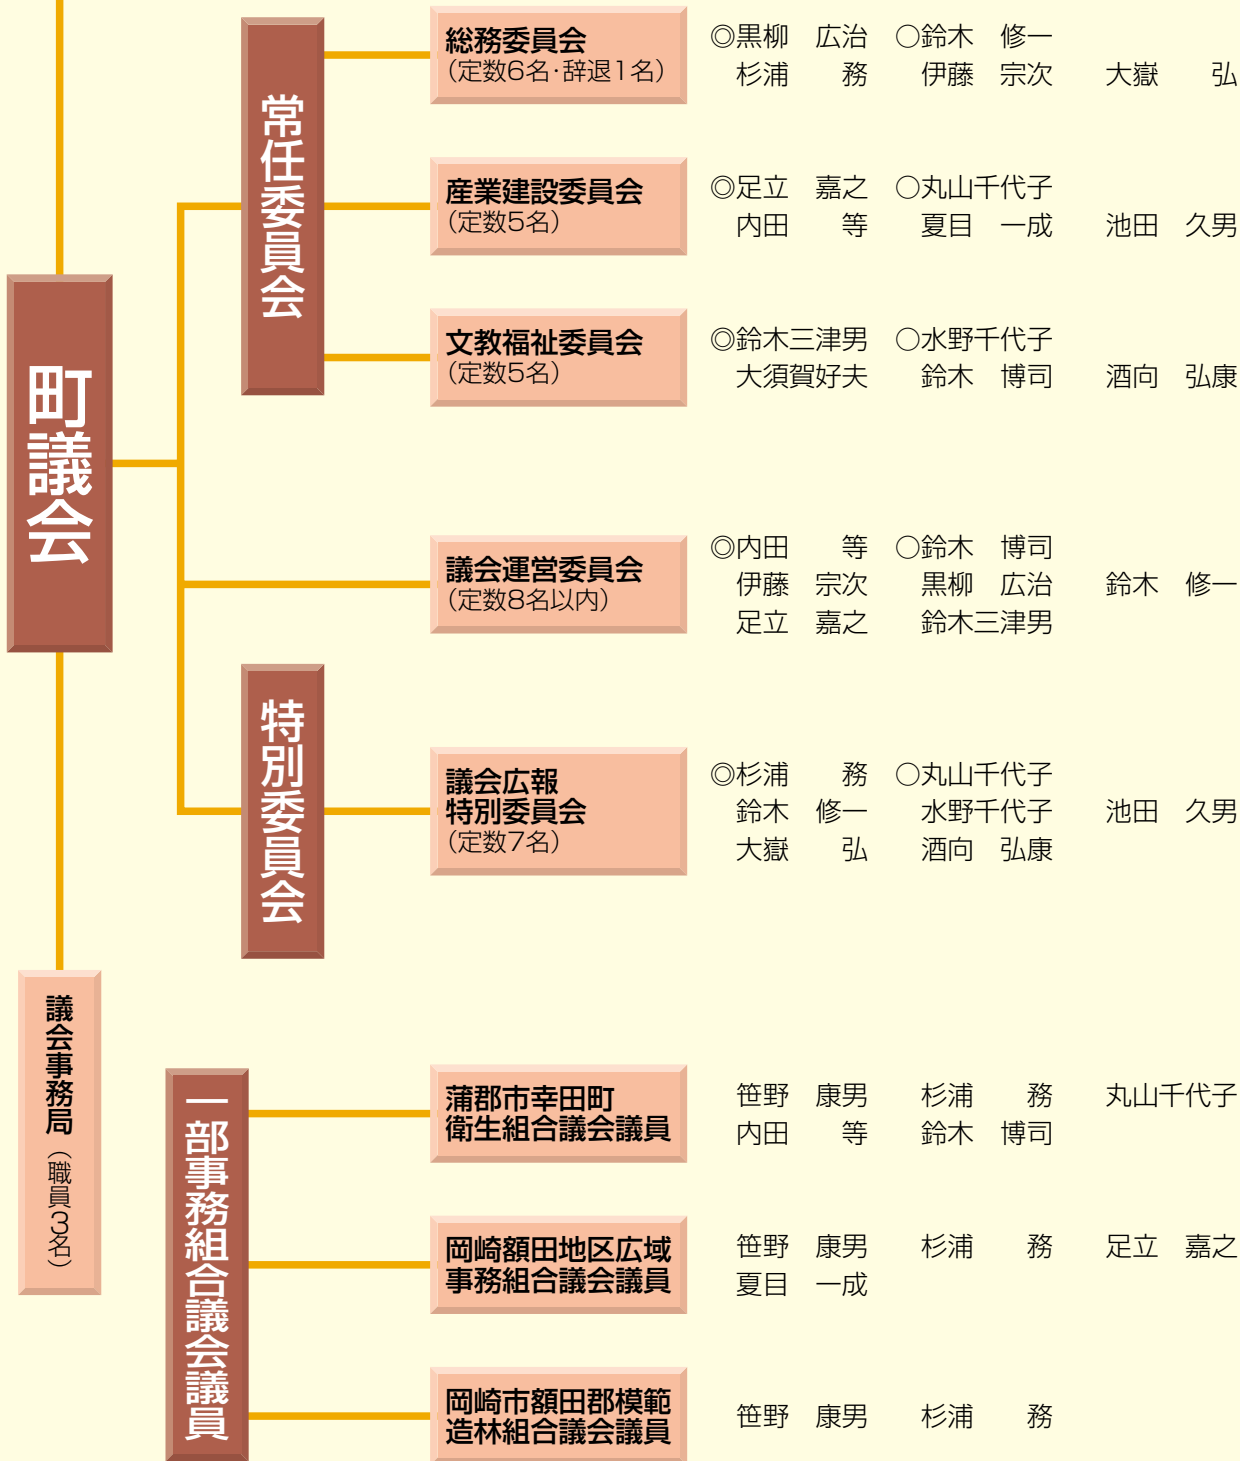 町議会
常任委員会
総務委員会
（定数6名・辞退1名）
◎黒柳　広治　○鈴木　修一
杉浦　　務　　伊藤　宗次　　大嶽　　弘
産業建設委員会
（定数5名）
◎足立　嘉之　○丸山千代子
内田　　等　　夏目　一成　　池田　久男
文教福祉委員会
（定数5名）
◎鈴木三津男　○水野千代子
大須賀好夫　　鈴木　博司　　酒向　弘康
議会運営委員会
（定数8名以内）
◎内田　　等　○鈴木　博司
伊藤　宗次　　黒柳　広治　　鈴木　修一
足立　嘉之　　鈴木三津男
特別委員会
議会広報
特別委員会
（定数7名）
◎杉浦　　務　○丸山千代子
鈴木　修一　　水野千代子　　池田　久男
大嶽　　弘　　酒向　弘康
議会事務局（職員3名）
一部事務組合議会議員
蒲郡市幸田町
衛生組合議会議員
笹野　康男　　杉浦　　務　　丸山千代子
内田　　等　　鈴木　博司
岡崎額田地区広域
事務組合議会議員
笹野　康男　　杉浦　　務　　足立　嘉之
夏目　一成
岡崎市額田郡模範
造林組合議会議員
笹野　康男　　杉浦　　務